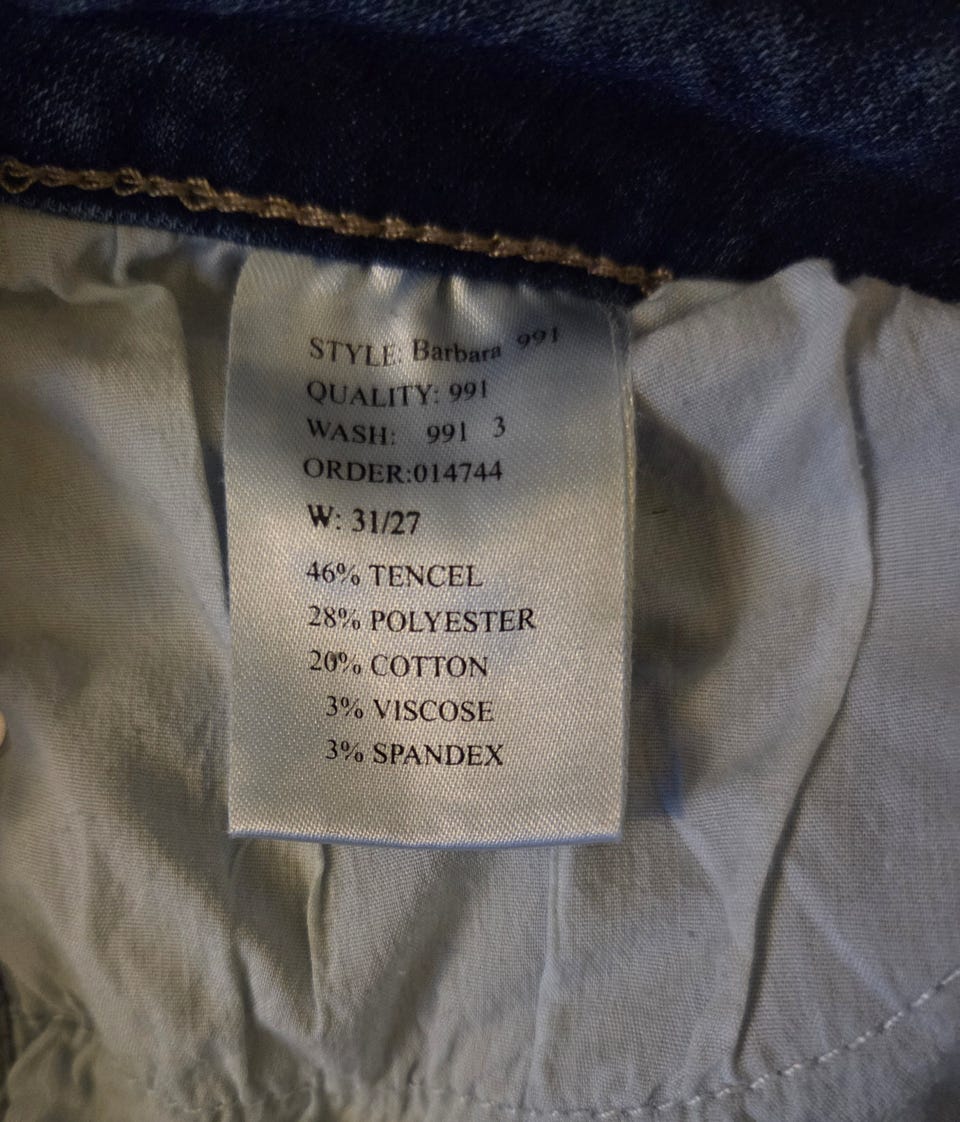 STYLE: Barbara 991
QUALITY: 991
WASH: 991 3
ORDER:014744
W: 31/27
46% TENCEL
28% POLYESTER
20% COTTON
3% VISCOSE
3% SPANDEX